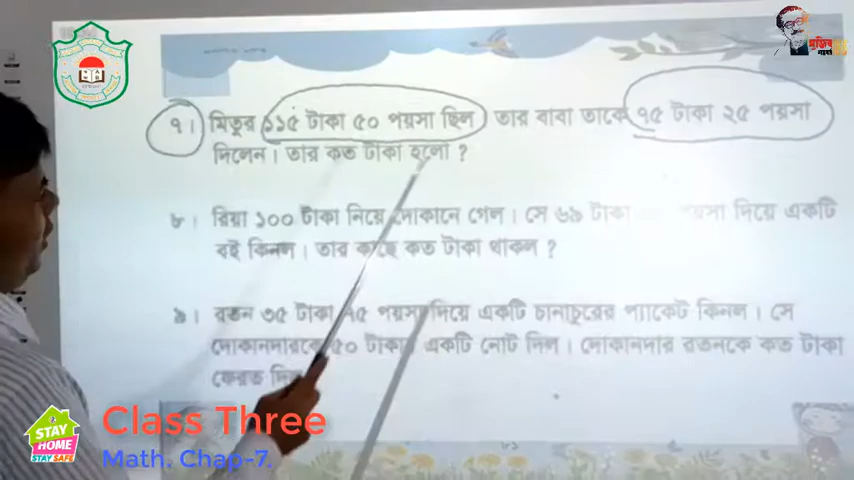 ৭। মিতুর ১১৫ টাকা ৫০ পয়সা ছিল তার বাবা তাকে ৭৫ টাকা ২৫ পয়সা
দিলেন। তার কত টাকা হলো ?
৮। রিয়া ১০০ টাকা নিয়ে দোকানে গেল। সে ৬৯ টাকা পয়সা দিয়ে একটি
বই কিনল। তার কাছে কত টাকা থাকল ?
৯। রতন ৩৫ টাকা ৭৫ পয়সা দিয়ে একটি চানাচুরের প্যাকেট কিনল। সে
দোকানদারকে ৫০ টাকার একটি নোট দিল। দোকানদার রতনকে কত টাকা
ফেরত
STAY
HOME
STAY SAFE
Class Three
Math, Chap-7.